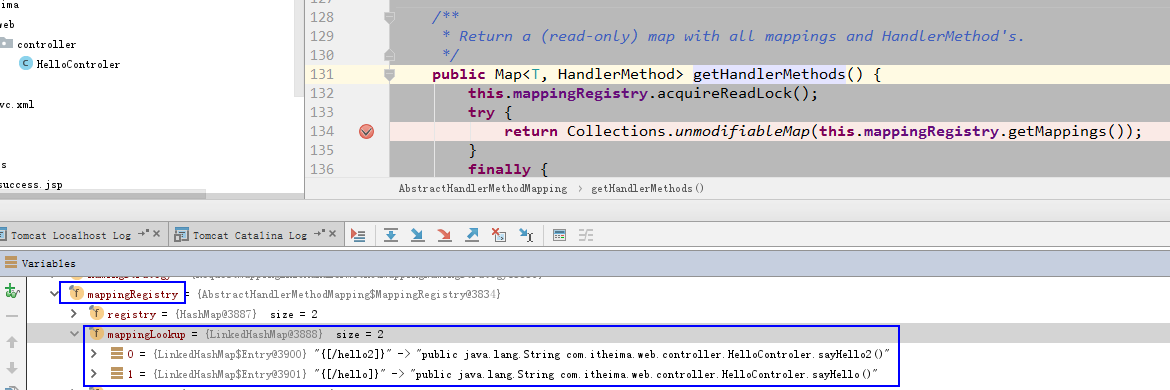 ima
web
controller
HelloControler
vc.xml
s
success.jsp
127
128 /**
129 * Return a (read-only) map with all mappings and HandlerMethod's.
130 */
131 public Map<T, HandlerMethod> getHandlerMethods() {
132 this.mappingRegistry.acquireReadLock();
133 try {
134 return Collections.unmodifiableMap(this.mappingRegistry.getMappings());
135 }
136 finally {
AbstractHandlerMethodMapping > getHandlerMethods()
Tomcat Localhost Log Tomcat Catalina Log
Variables
mappingRegistry = {AbstractHandlerMethodMapping$MappingRegistry@3834}
registry = {HashMap@3887} size = 2
mappingLookup = {LinkedHashMap@3888} size = 2
0 = {LinkedHashMap$Entry@3900} "{[/hello2]}" -> "public java.lang.String com.itheima.web.controller.HelloControler.sayHello2()"
1 = {LinkedHashMap$Entry@3901} "{[/hello]}" -> "public java.lang.String com.itheima.web.controller.HelloControler.sayHello()"